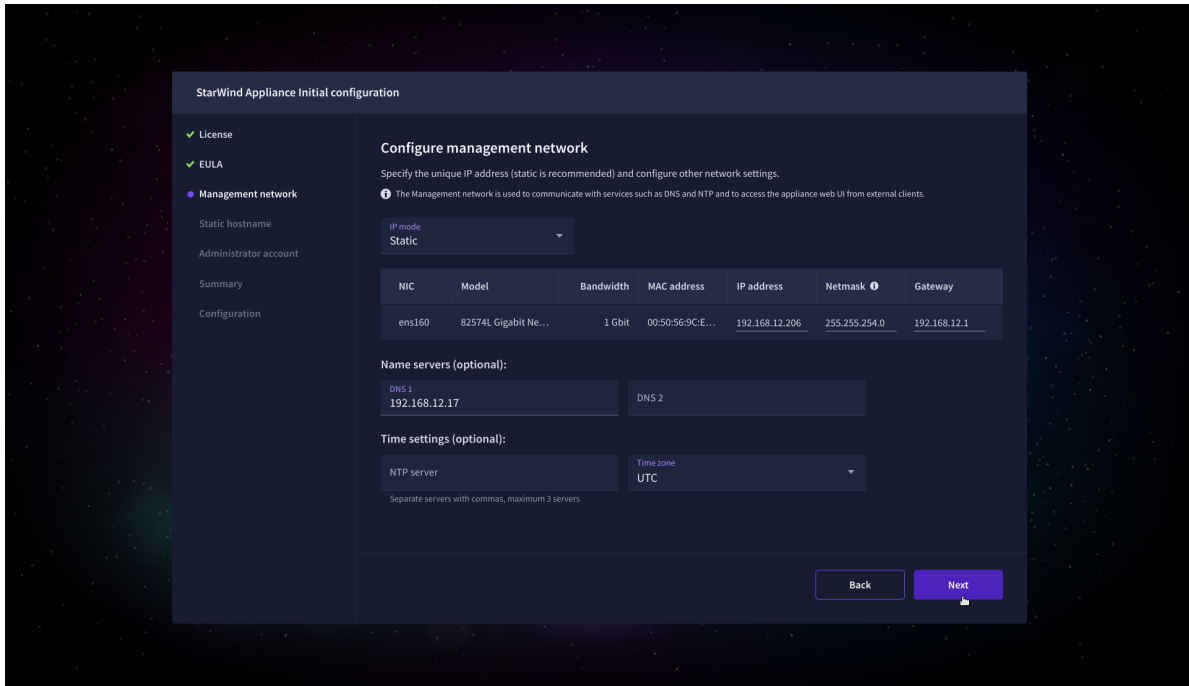 StarWind Appliance Initial configuration
License
EULA
Management network
Static hostname
Administrator account
Summary
Configuration
Configure management network
Specify the unique IP address (static is recommended) and configure other network settings.
The Management network is used to communicate with services such as DNS and NTP and to access the appliance web UI from external clients.
IP mode
Static
NIC Model Bandwidth MAC address IP address Netmask Gateway
ens160 82574L Gigabit Ne... 1 Gbit 00:50:56:9C:E... 192.168.12.206 255.255.254.0 192.168.12.1
Name servers (optional):
DNS 1
192.168.12.17
DNS 2
Time settings (optional):
NTP server
Time zone
UTC
Separate servers with commas, maximum 3 servers
Back Next